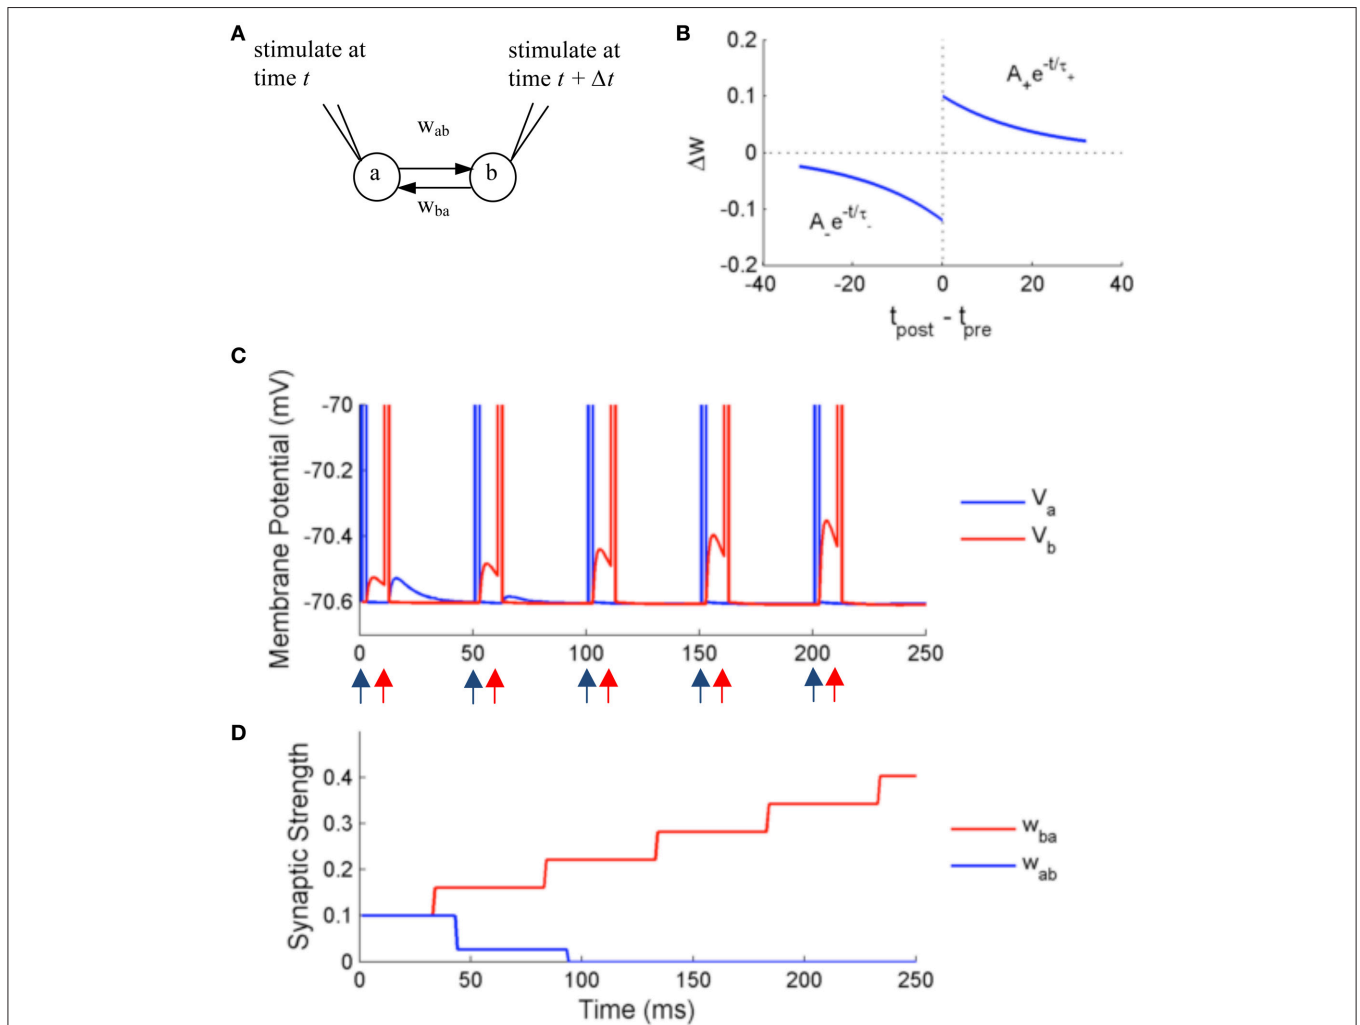 A
stimulate at
time t
stimulate at
time t + Δt
w_ab
a
b
w_ba
B
0.2
0.1
0
-0.1
-0.2
Δw
A_+e^-t/τ_+
A_-e^-t/τ_-
-40
-20
0
20
40
t_post - t_pre
C
Membrane Potential (mV)
-70
-70.2
-70.4
-70.6
0
50
100
150
200
250
V_a
V_b
D
Synaptic Strength
0.4
0.3
0.2
0.1
0
0
50
100
150
200
250
Time (ms)
w_ba
w_ab